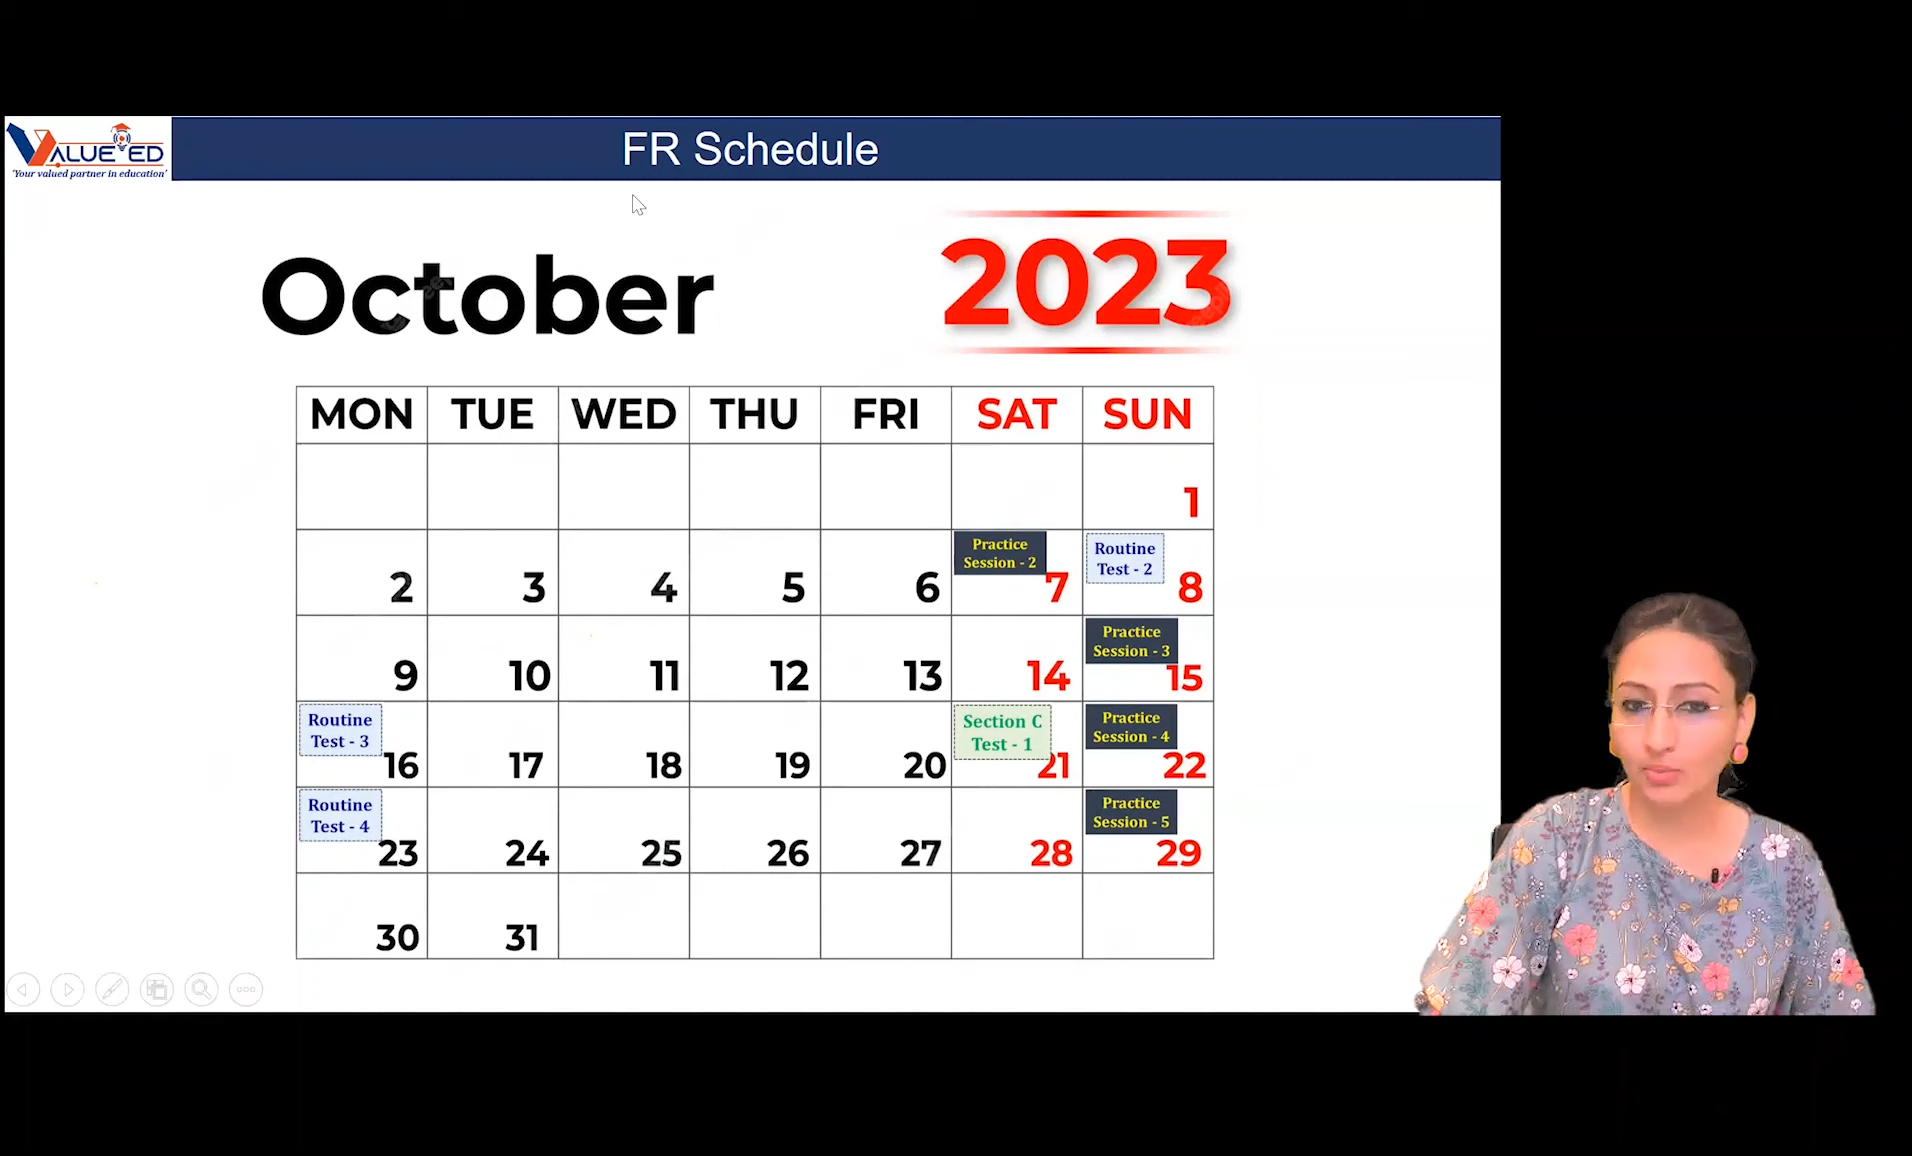 VALUE ED
'Your valued partner in education'
FR Schedule
October
2023
MON TUE WED THU FRI SAT SUN
1
Practice
Session - 2
Routine
Test - 2
2 3 4 5 6 7 8
Practice
Session - 3
9 10 11 12 13 14 15
Routine
Test - 3
Section C
Test - 1
Practice
Session - 4
16 17 18 19 20 21 22
Routine
Test - 4
Practice
Session - 5
23 24 25 26 27 28 29
30 31